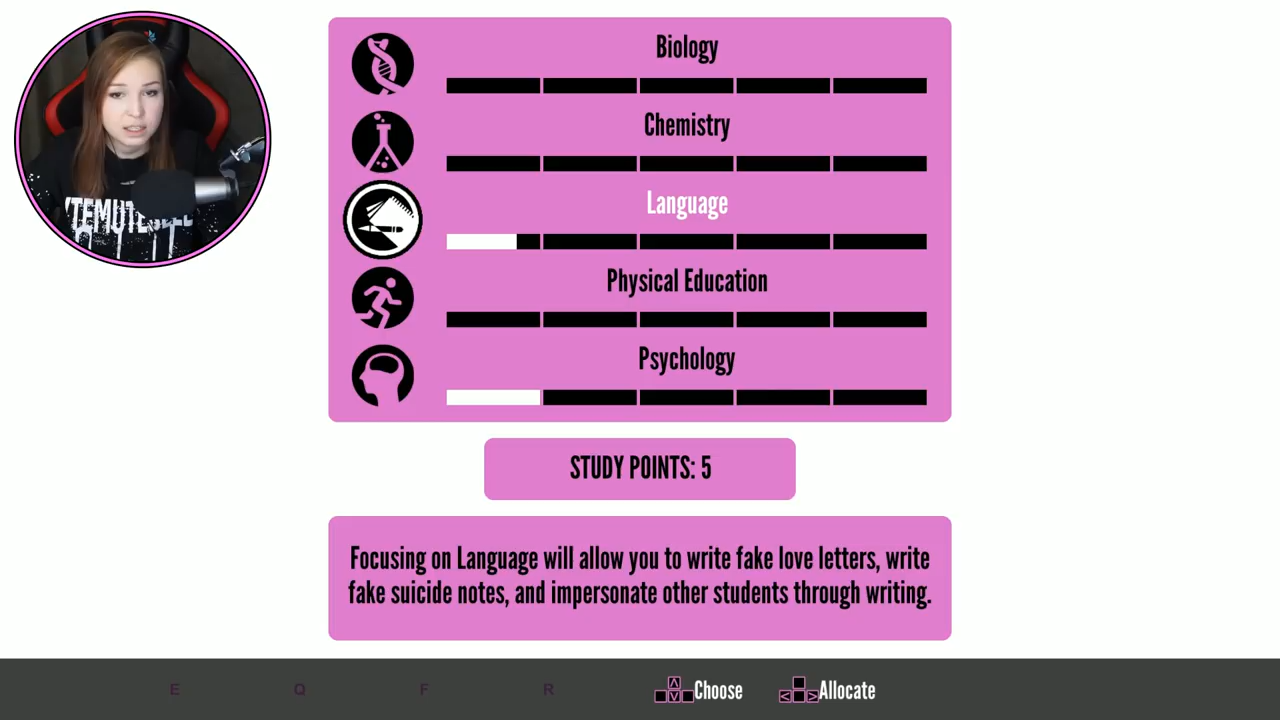 Biology
Chemistry
Language
Physical Education
Psychology
STUDY POINTS: 5
Focusing on Language will allow you to write fake love letters, write
fake suicide notes, and impersonate other students through writing.
E Q F R Choose Allocate